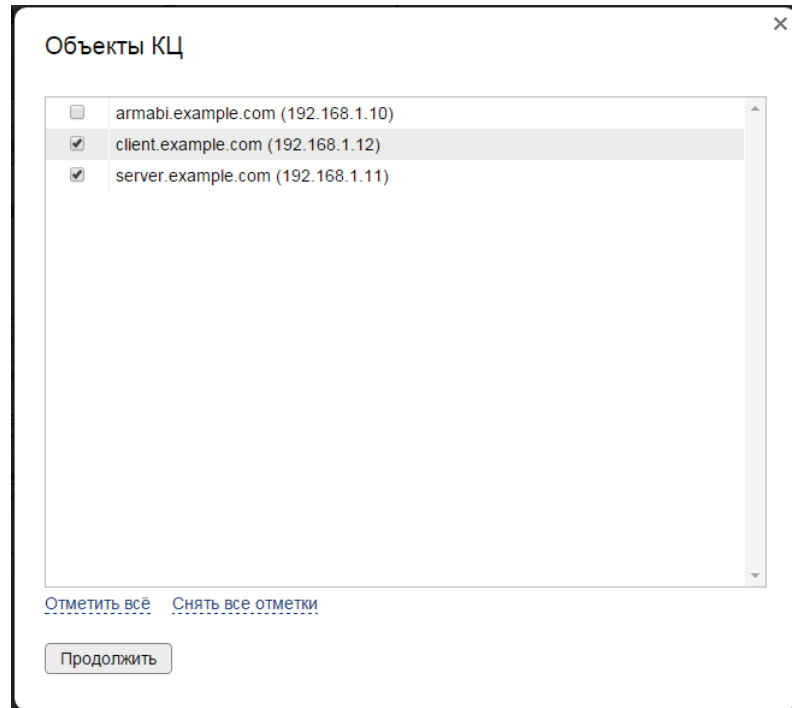 Объекты КЦ
armabi.example.com (192.168.1.10)
client.example.com (192.168.1.12)
server.example.com (192.168.1.11)
Отметить всё Снять все отметки
Продолжить